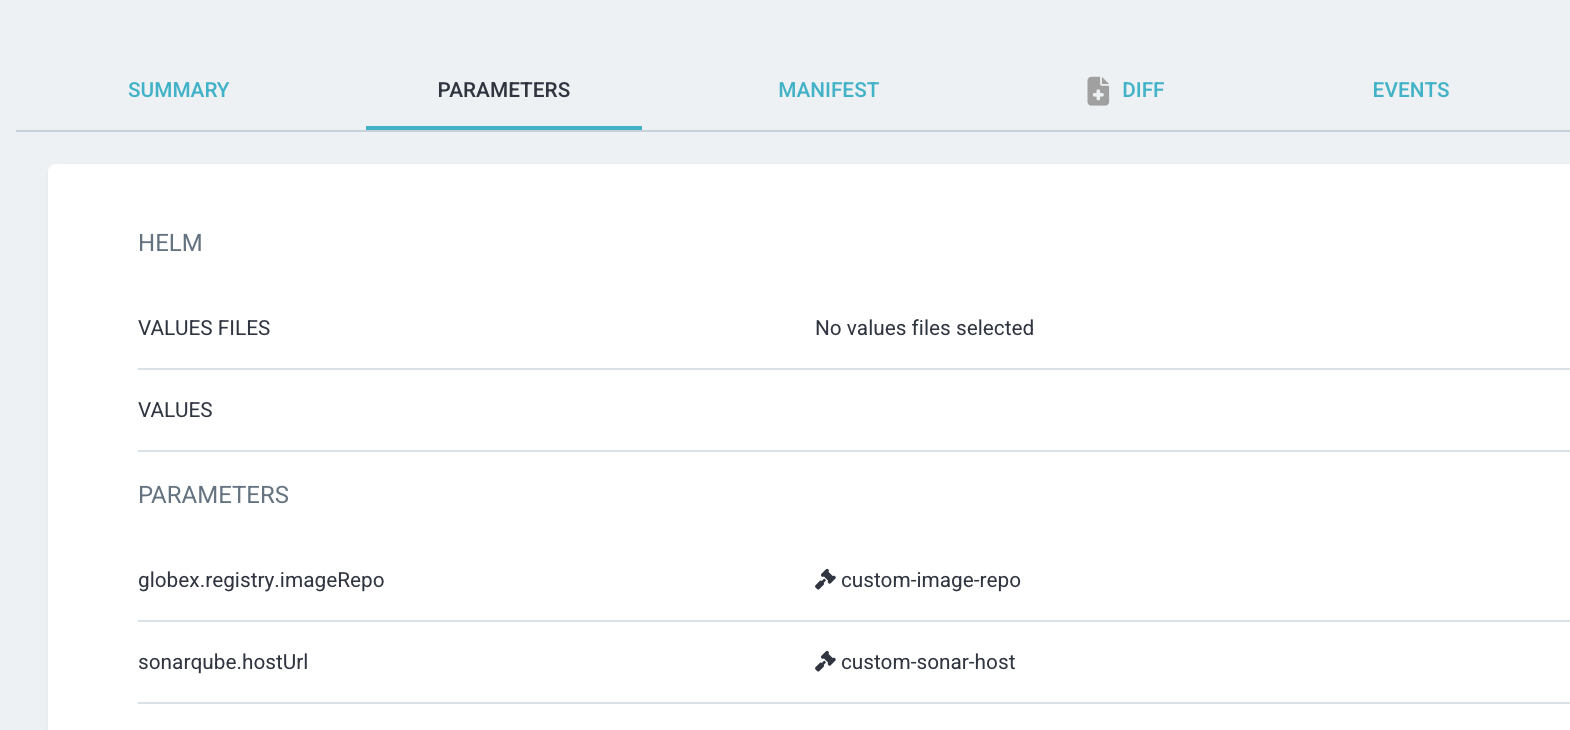 SUMMARY PARAMETERS MANIFEST DIFF EVENTS
HELM
VALUES FILES No values files selected
VALUES
PARAMETERS
globex.registry.imageRepo custom-image-repo
sonarqube.hostUrl custom-sonar-host